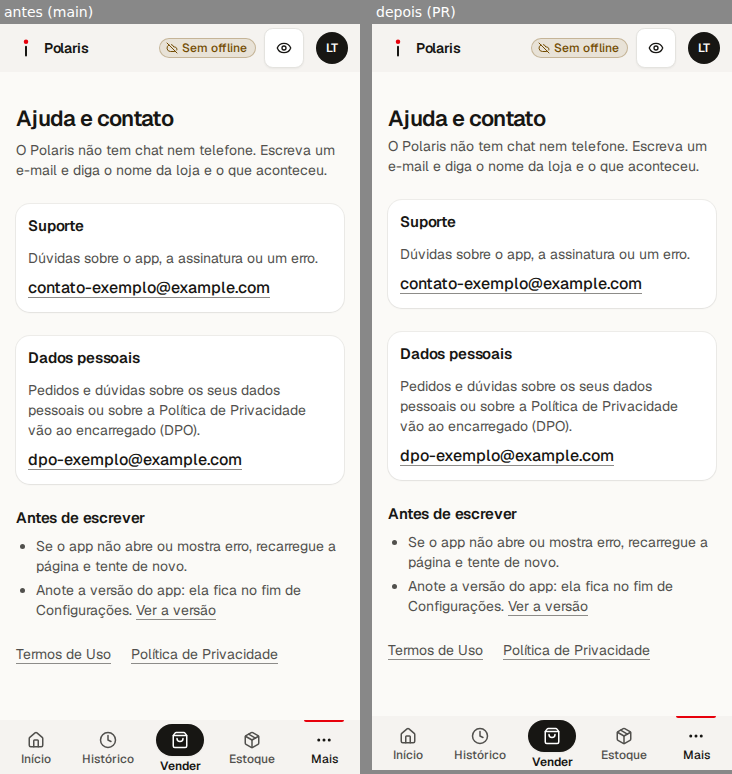 antes (main)
Polaris
Sem offline
LT
Ajuda e contato
O Polaris não tem chat nem telefone. Escreva um
e-mail e diga o nome da loja e o que aconteceu.
Suporte
Dúvidas sobre o app, a assinatura ou um erro.
contato-exemplo@example.com
Dados pessoais
Pedidos e dúvidas sobre os seus dados
pessoais ou sobre a Política de Privacidade
vão ao encarregado (DPO).
dpo-exemplo@example.com
Antes de escrever
Se o app não abre ou mostra erro, recarregue a
página e tente de novo.
Anote a versão do app: ela fica no fim de
Configurações. Ver a versão
Termos de Uso Política de Privacidade
Início Histórico Vender Estoque Mais
depois (PR)
Polaris
Sem offline
LT
Ajuda e contato
O Polaris não tem chat nem telefone. Escreva um
e-mail e diga o nome da loja e o que aconteceu.
Suporte
Dúvidas sobre o app, a assinatura ou um erro.
contato-exemplo@example.com
Dados pessoais
Pedidos e dúvidas sobre os seus dados
pessoais ou sobre a Política de Privacidade
vão ao encarregado (DPO).
dpo-exemplo@example.com
Antes de escrever
Se o app não abre ou mostra erro, recarregue a
página e tente de novo.
Anote a versão do app: ela fica no fim de
Configurações. Ver a versão
Termos de Uso Política de Privacidade
Início Histórico Vender Estoque Mais